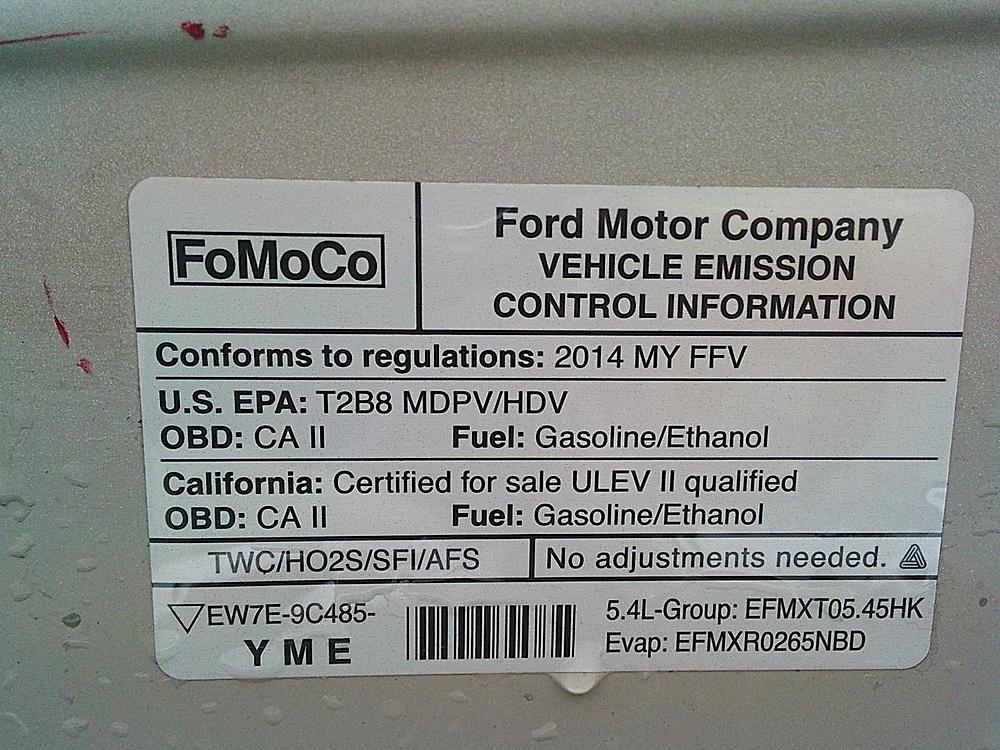 FoMoCo
Ford Motor Company
VEHICLE EMISSION
CONTROL INFORMATION
Conforms to regulations: 2014 MY FFV
U.S. EPA: T2B8 MDPV/HDV
OBD: CA II Fuel: Gasoline/Ethanol
California: Certified for sale ULEV II qualified
OBD: CA II Fuel: Gasoline/Ethanol
TWC/HO2S/SFI/AFS No adjustments needed.
EW7E-9C485- 5.4L-Group: EFMXT05.45HK
YME Evap: EFMXR0265NBD